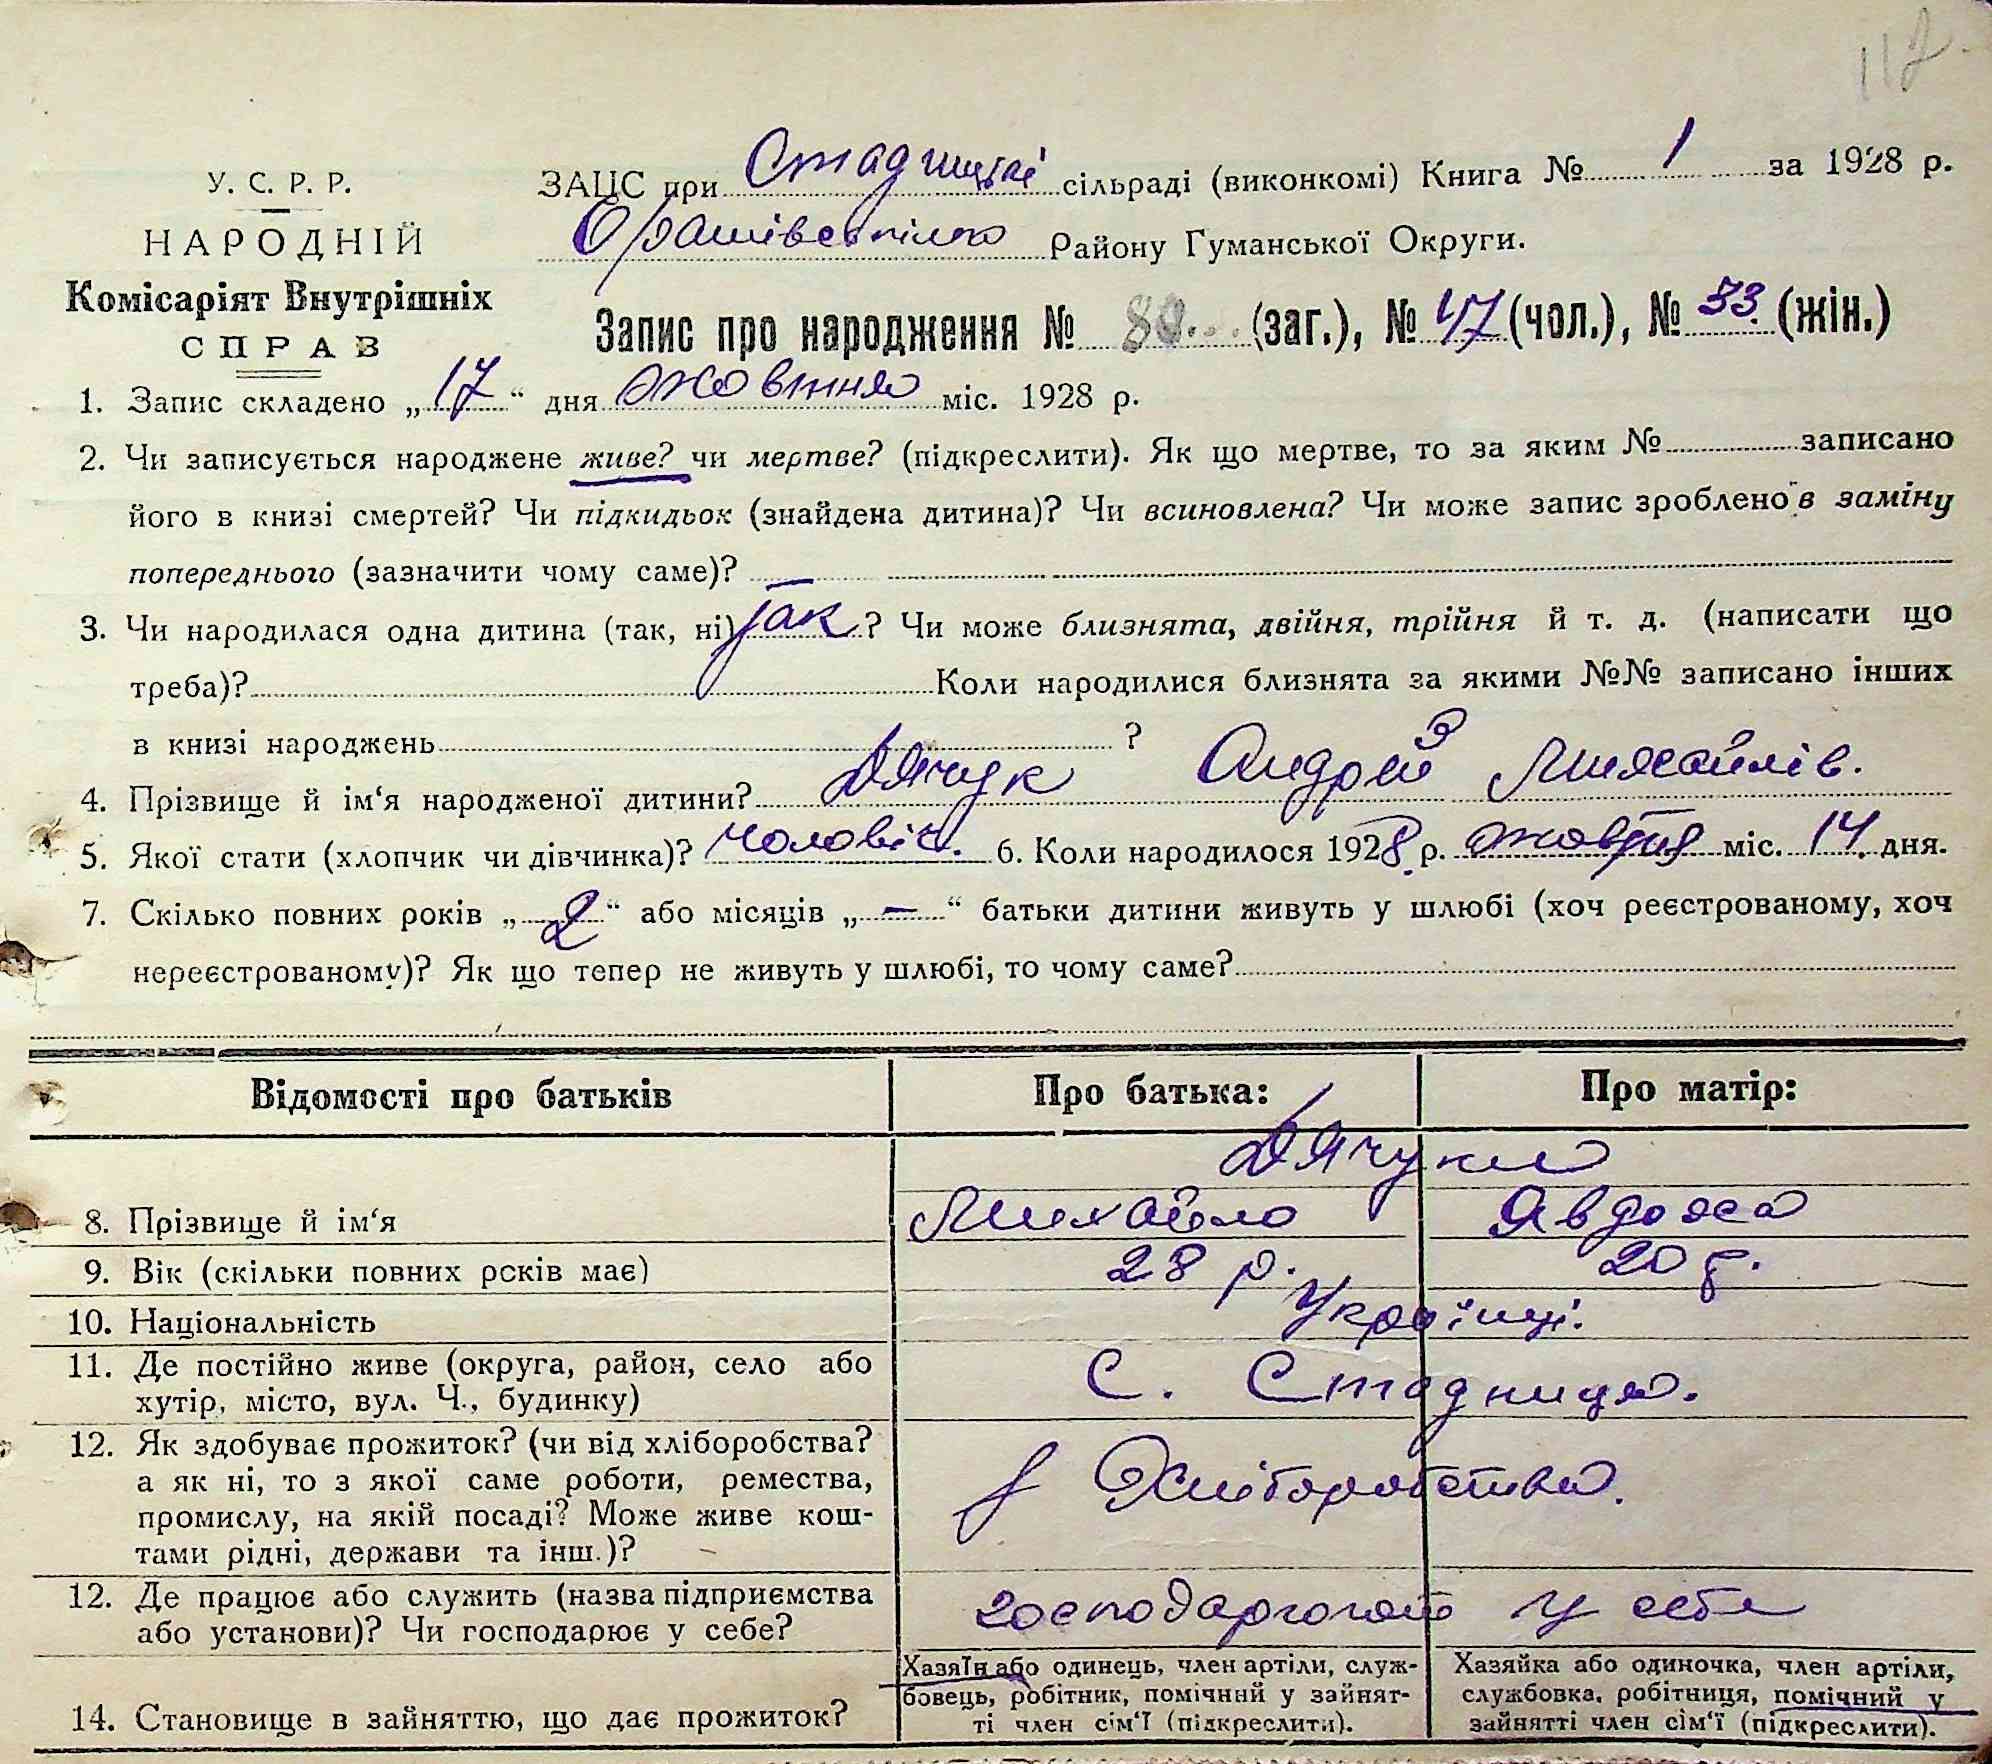 117
У. С. Р. Р.
НАРОДНІЙ
Комісаріят Внутрішніх
СПРАВ
ЗАЦС при Стадницькі сільраді (виконкомі) Книга № 1 за 1928 р.
Району Гуманської Округи.
Запис про народження № 80 (заг.), № 47 (чол.), № 33 (жін.)
1. Запис складено „17“ дня жовтня міс. 1928 р.
2. Чи записується народжене живе? чи мертве? (підкреслити). Як що мертве, то за яким № записано
його в книзі смертей? Чи підкидьок (знайдена дитина)? Чи всиновлена? Чи може запис зроблено в заміну
попереднього (зазначити чому саме)? —
3. Чи народилася одна дитина (так, ні) так? Чи може близнята, двійня, трійня й т. д. (написати що
треба)? Коли народилися близнята за якими №№ записано інших
в книзі народжень ?
4. Прізвище й ім‘я народженої дитини? Дячук Андрій Михайлів.
5. Якої стати (хлопчик чи дівчинка)? чоловіч. 6. Коли народилося 1928 р. жовтня міс. 14 дня.
7. Скілько повних років „2“ або місяців „—“ батьки дитини живуть у шлюбі (хоч реєстрованому, хоч
нереєстрованому)? Як що тепер не живуть у шлюбі, то чому саме?
Відомості про батьків Про батька: Про матір:
Дячуки
8. Прізвище й ім‘я Михайло Явдоха
9. Вік (скільки повних років має) 28 р. 20 р.
10. Національність Українці.
11. Де постійно живе (округа, район, село або
хутір, місто, вул. Ч., будинку) С. Стадниця.
12. Як здобуває прожиток? (чи від хліборобства?
а як ні, то з якої саме роботи, ремества,
промислу, на якій посаді? Може живе кош-
тами рідні, держави та інш.)? Хліборобства.
12. Де працює або служить (назва підприємства
або установи)? Чи господарює у себе? господарюють у себе
14. Становище в зайняттю, що дає прожиток?
Хазяїн або одинець, член артіли, служ-
бовець, робітник, помічний у зайнят-
ті член сім‘ї (підкреслити).
Хазяйка або одиночка, член артіли,
службовка, робітниця, помічний у
зайнятті член сім‘ї (підкреслити).